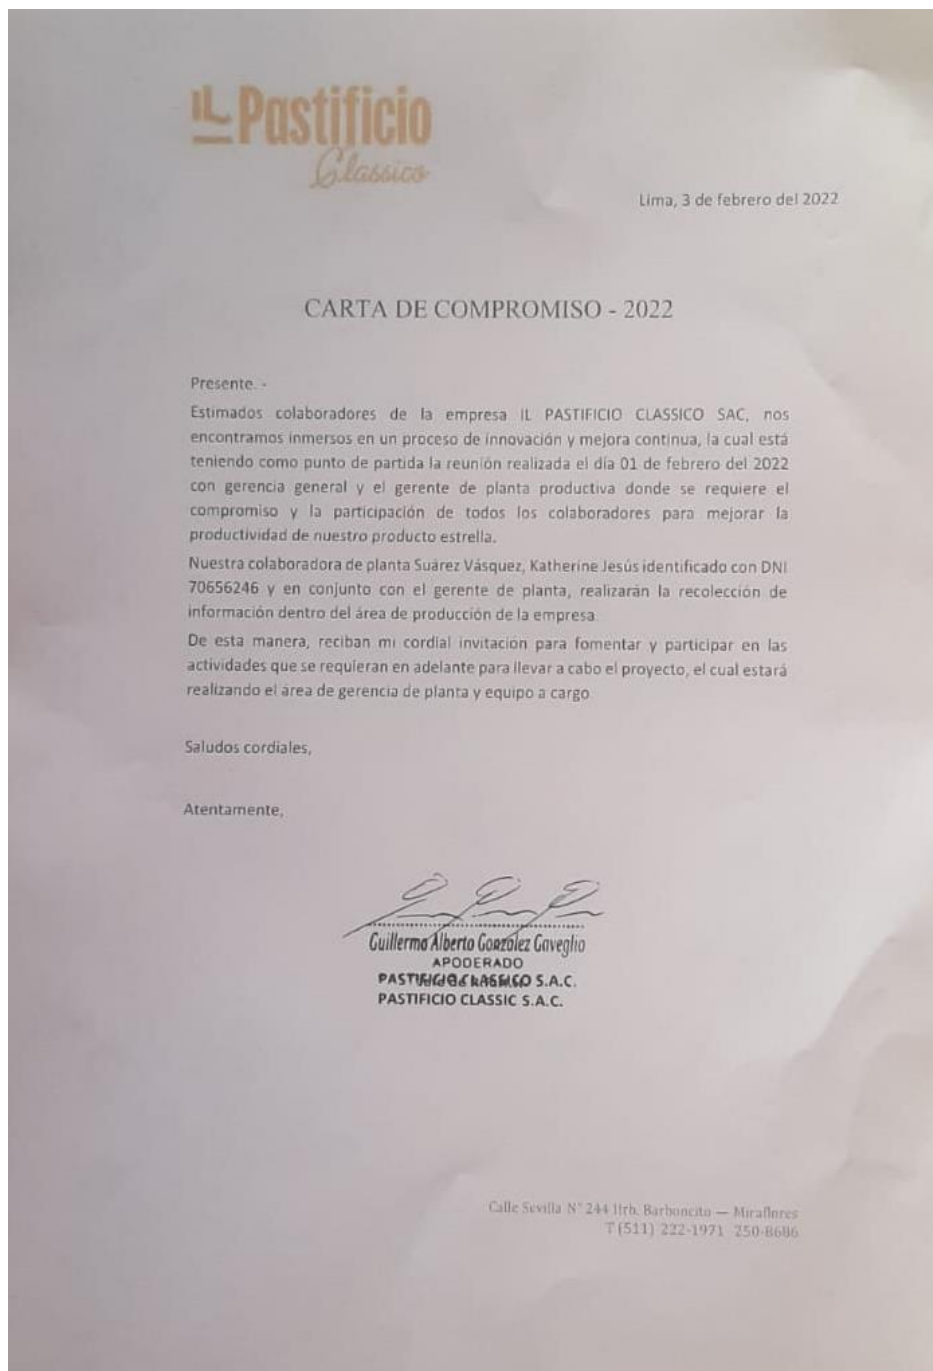 IL Pastificio
Classico
Lima, 3 de febrero del 2022
CARTA DE COMPROMISO - 2022
Presente. -
Estimados colaboradores de la empresa IL PASTIFICIO CLASSICO SAC, nos
encontramos inmersos en un proceso de innovación y mejora continua, la cual está
teniendo como punto de partida la reunión realizada el día 01 de febrero del 2022
con gerencia general y el gerente de planta productiva donde se requiere el
compromiso y la participación de todos los colaboradores para mejorar la
productividad de nuestro producto estrella.
Nuestra colaboradora de planta Suárez Vásquez, Katherine Jesús identificado con DNI
70656246 y en conjunto con el gerente de planta, realizarán la recolección de
información dentro del área de producción de la empresa.
De esta manera, reciban mi cordial invitación para fomentar y participar en las
actividades que se requieran en adelante para llevar a cabo el proyecto, el cual estará
realizando el área de gerencia de planta y equipo a cargo.
Saludos cordiales,
Atentamente,
Guillermo Alberto González Gaveglio
APODERADO
PASTIFICIO CLASSICO S.A.C.
PASTIFICIO CLASSIC S.A.C.
Calle Sevilla N° 244 Urb. Barboncito — Miraflores
T (511) 222-1971 250-8686